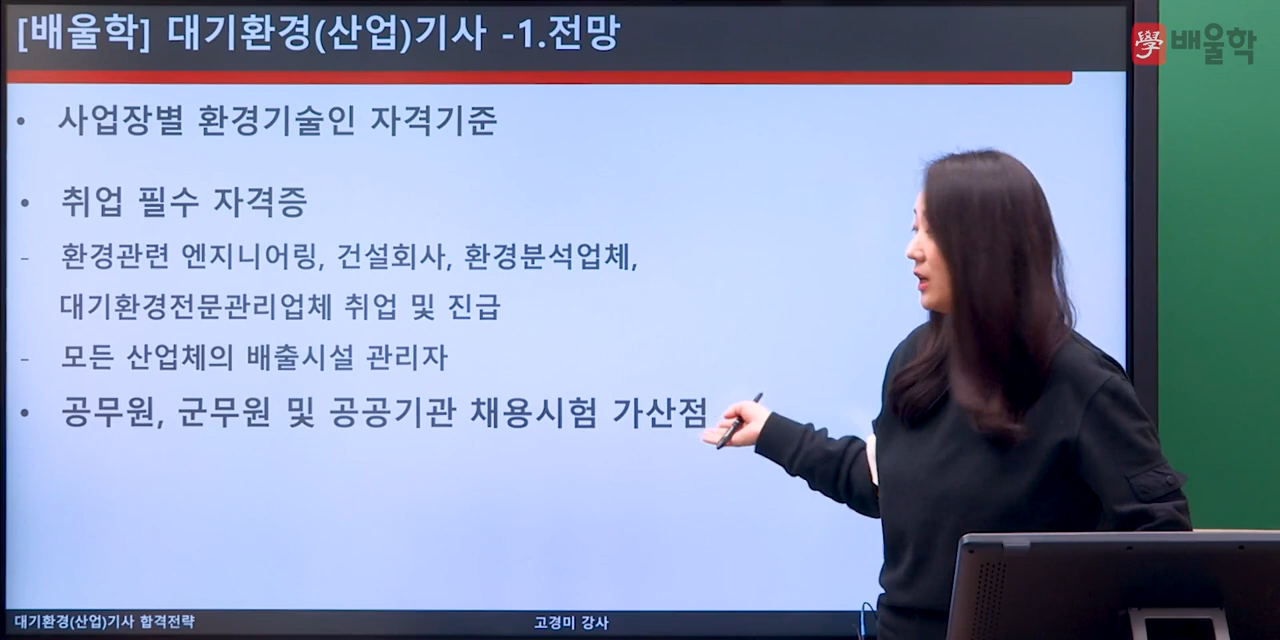 [배울학] 대기환경(산업)기사 -1.전망
學 배울학
• 사업장별 환경기술인 자격기준
• 취업 필수 자격증
- 환경관련 엔지니어링, 건설회사, 환경분석업체,
대기환경전문관리업체 취업 및 진급
- 모든 산업체의 배출시설 관리자
• 공무원, 군무원 및 공공기관 채용시험 가산점
대기환경(산업)기사 합격전략
고경미 강사